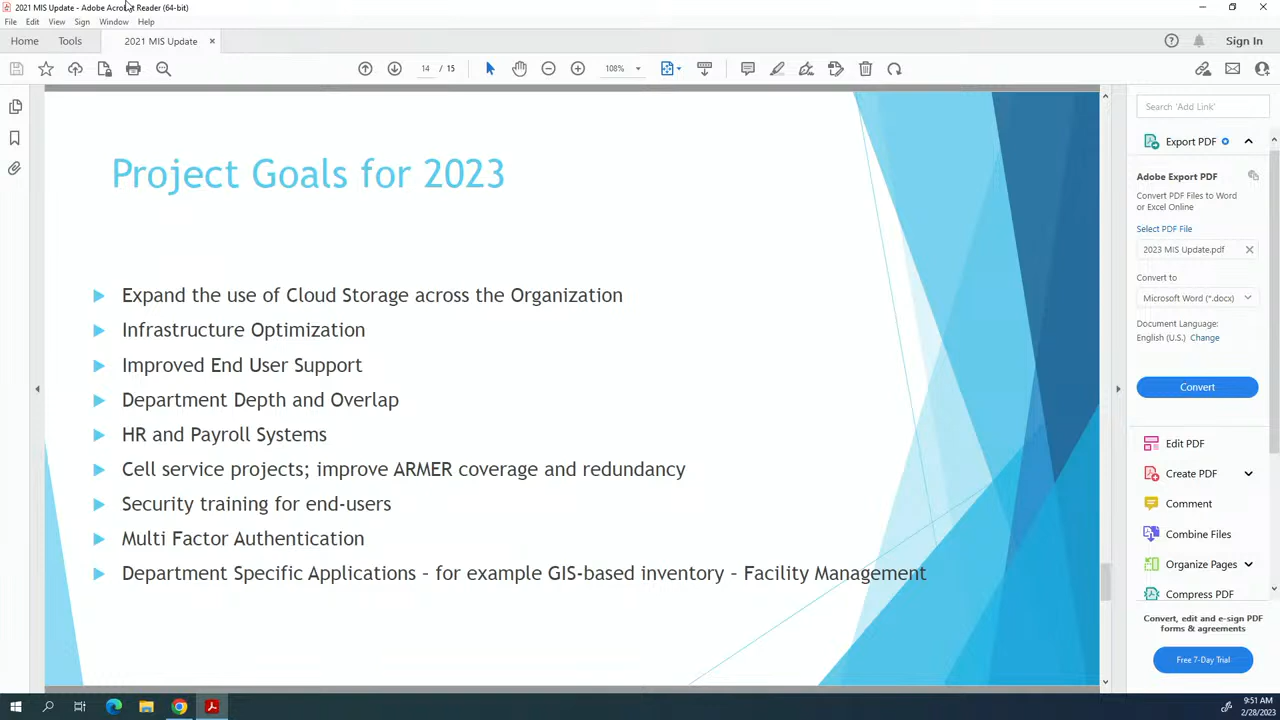 2021 MIS Update - Adobe Acrobat Reader (64-bit)
File Edit View Sign Window Help
Home Tools 2021 MIS Update × Sign In
14 / 15 108%
Search 'Add Link'
Export PDF
Adobe Export PDF
Convert PDF Files to Word
or Excel Online
Select PDF File
2023 MIS Update.pdf
Convert to
Microsoft Word (*.docx)
Document Language:
English (U.S.) Change
Convert
Edit PDF
Create PDF
Comment
Combine Files
Organize Pages
Compress PDF
Convert, edit and e-sign PDF
forms & agreements
Free 7-Day Trial
Project Goals for 2023
Expand the use of Cloud Storage across the Organization
Infrastructure Optimization
Improved End User Support
Department Depth and Overlap
HR and Payroll Systems
Cell service projects; improve ARMER coverage and redundancy
Security training for end-users
Multi Factor Authentication
Department Specific Applications – for example GIS-based inventory – Facility Management
9:51 AM
2/28/2023